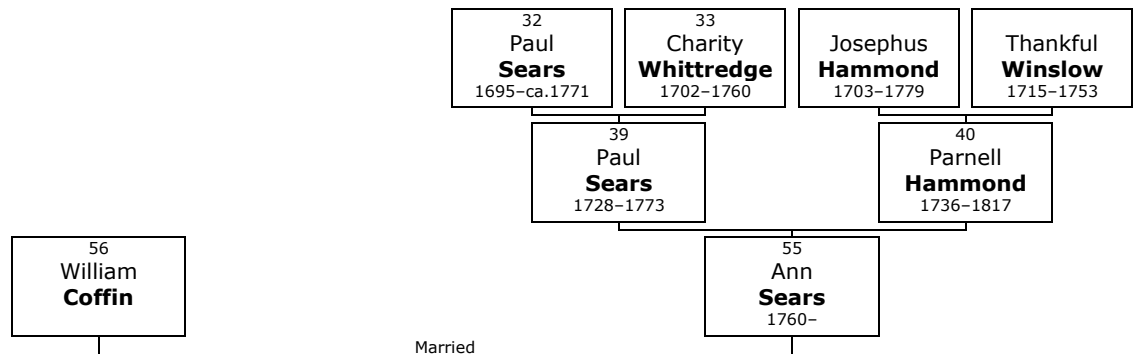 32
Paul
Sears
1695–ca.1771
33
Charity
Whittredge
1702–1760
Josephus
Hammond
1703–1779
Thankful
Winslow
1715–1753
39
Paul
Sears
1728–1773
40
Parnell
Hammond
1736–1817
56
William
Coffin
55
Ann
Sears
1760–
Married